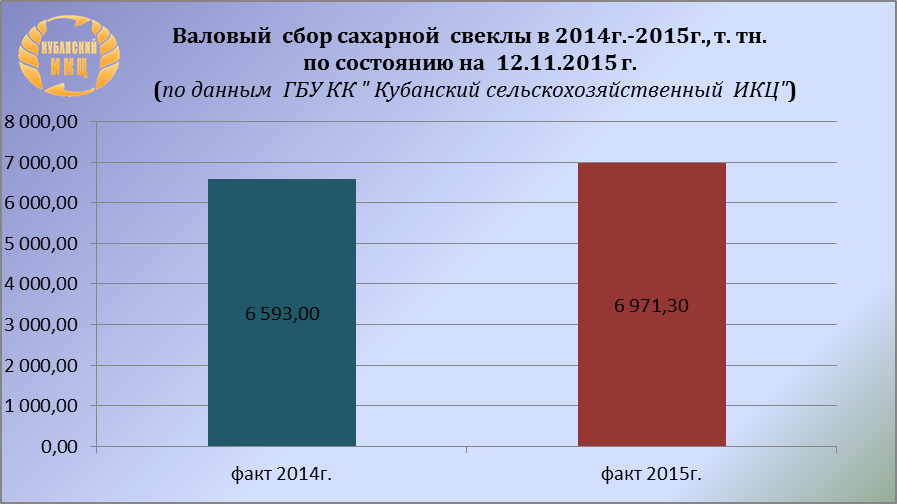 КУБАНСКИЙ
ИКЦ
Валовый сбор сахарной свеклы в 2014г.-2015г., т. тн.
по состоянию на 12.11.2015 г.
(по данным ГБУ КК " Кубанский сельскохозяйственный ИКЦ")
8 000,00
7 000,00
6 000,00
5 000,00
4 000,00
3 000,00
2 000,00
1 000,00
0,00
6 593,00
6 971,30
факт 2014г.
факт 2015г.